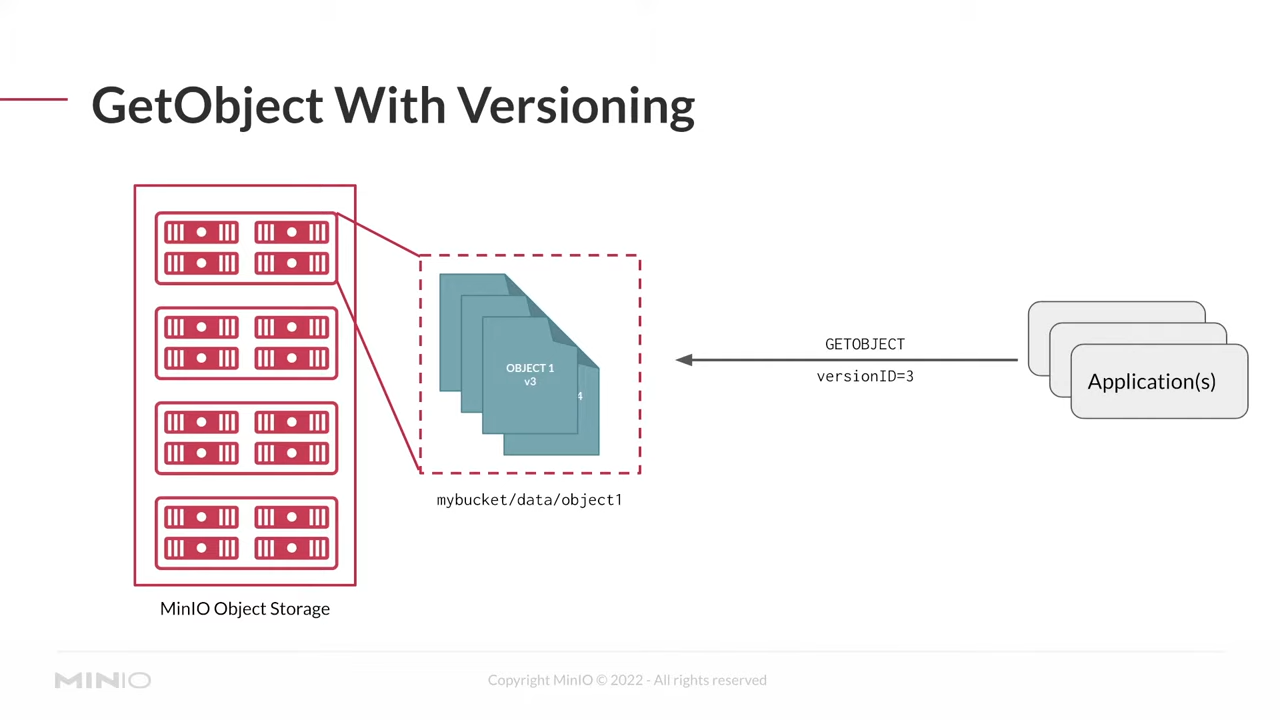 GetObject With Versioning
OBJECT 1
v3
4
GETOBJECT
versionID=3
Application(s)
mybucket/data/object1
MinIO Object Storage
MINIO
Copyright MinIO © 2022 - All rights reserved